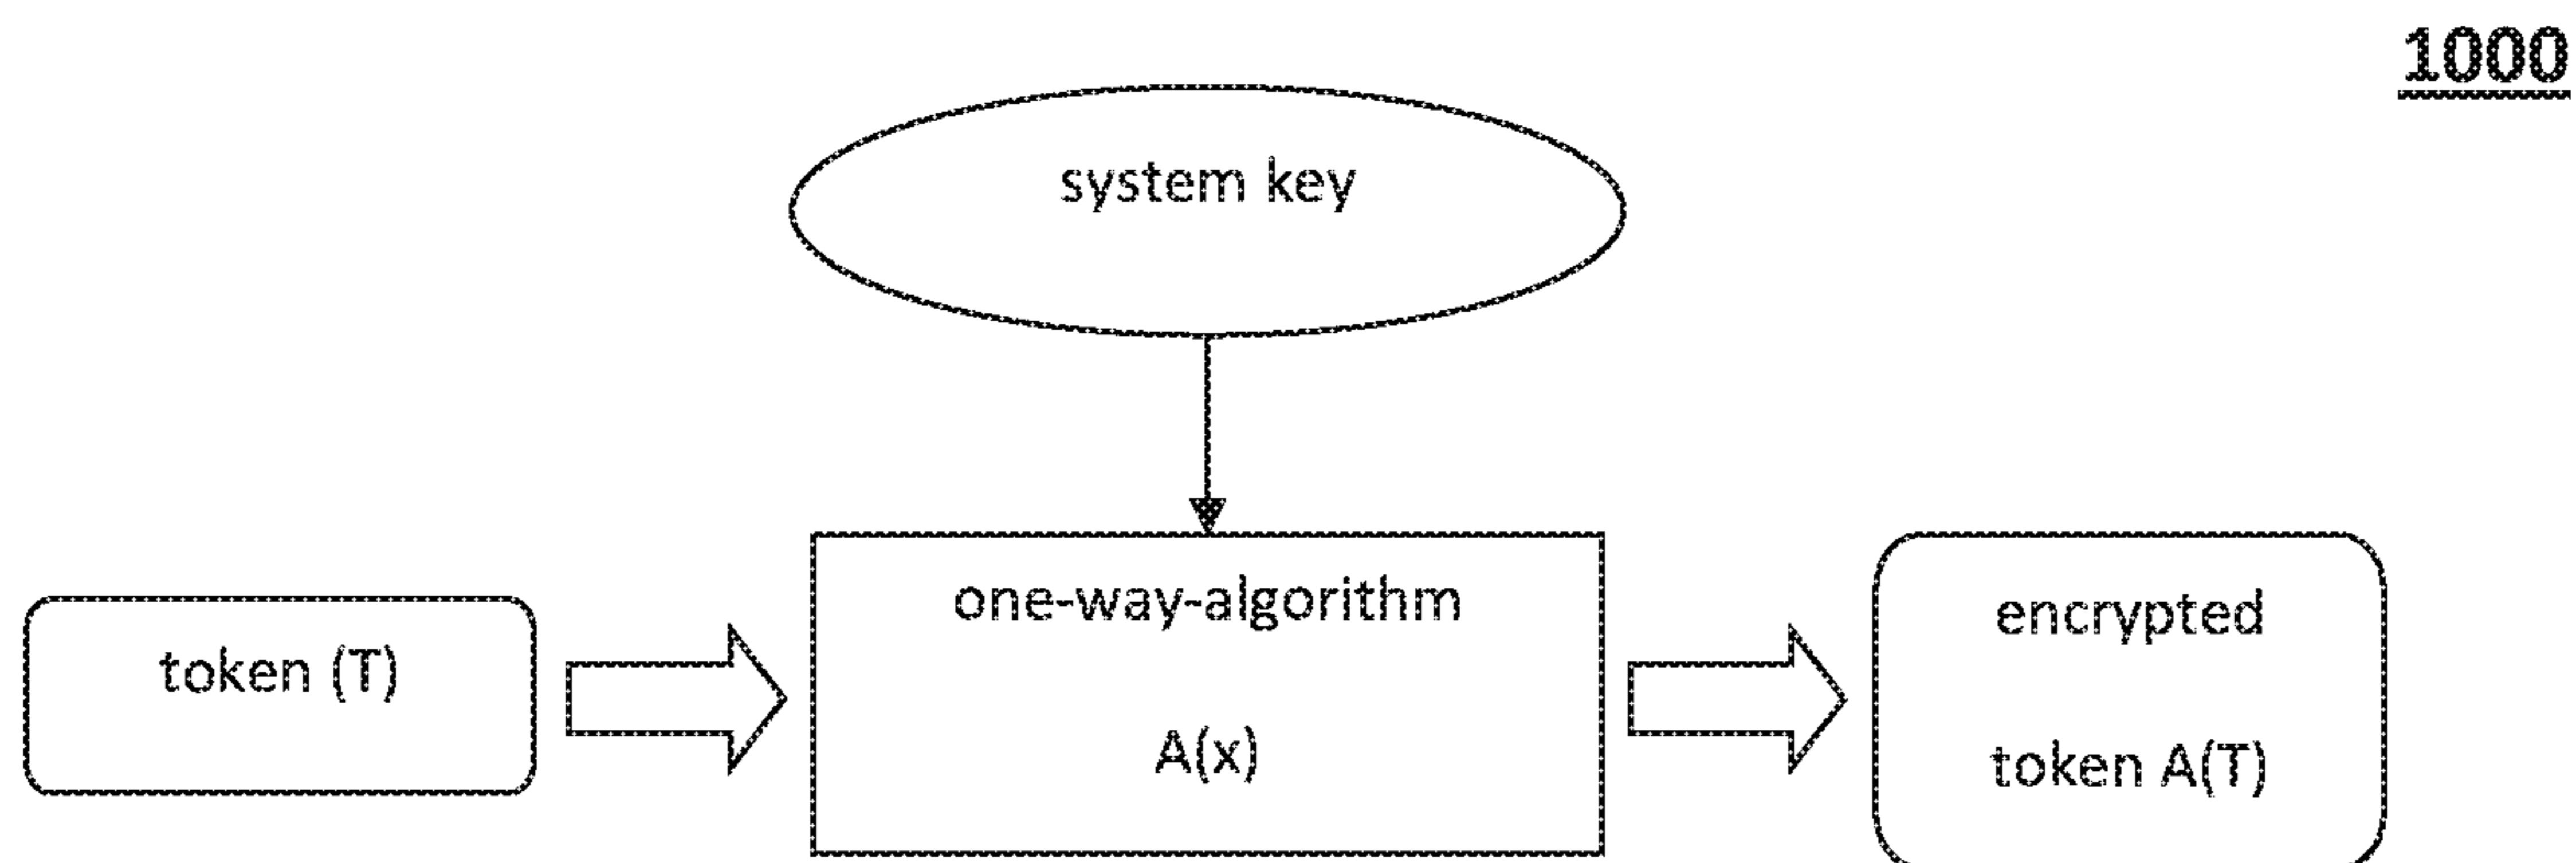 1000
system key
one-way-algorithm
A(x)
token (T)
encrypted
token A(T)